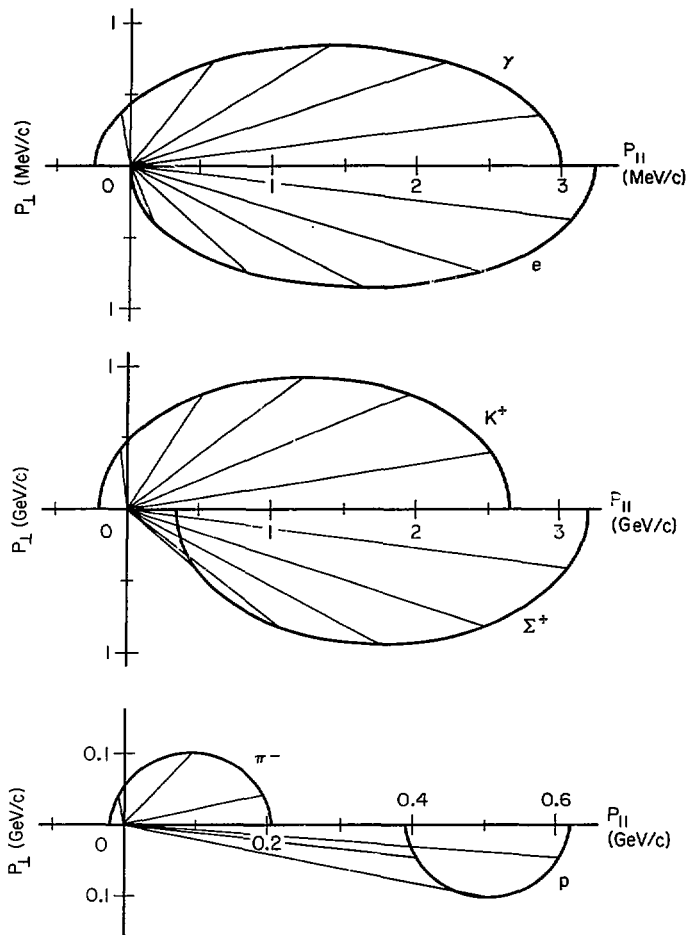 1
γ
P⊥ (MeV/c)
0 1 2 3
P||
(MeV/c)
e
1
1
K+
P⊥ (GeV/c)
0 1 2 3
P||
(GeV/c)
Σ+
1
0.1
π−
0.4 0.6
P⊥ (GeV/c)
0 0.2
P||
(GeV/c)
p
0.1